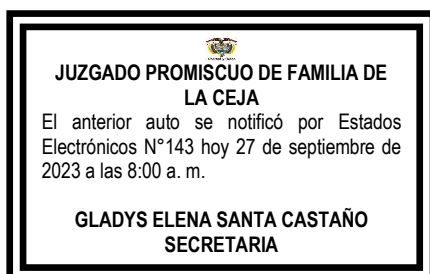 JUZGADO PROMISCUO DE FAMILIA DE
LA CEJA
El anterior auto se notificó por Estados
Electrónicos N°143 hoy 27 de septiembre de
2023 a las 8:00 a. m.
GLADYS ELENA SANTA CASTAÑO
SECRETARIA